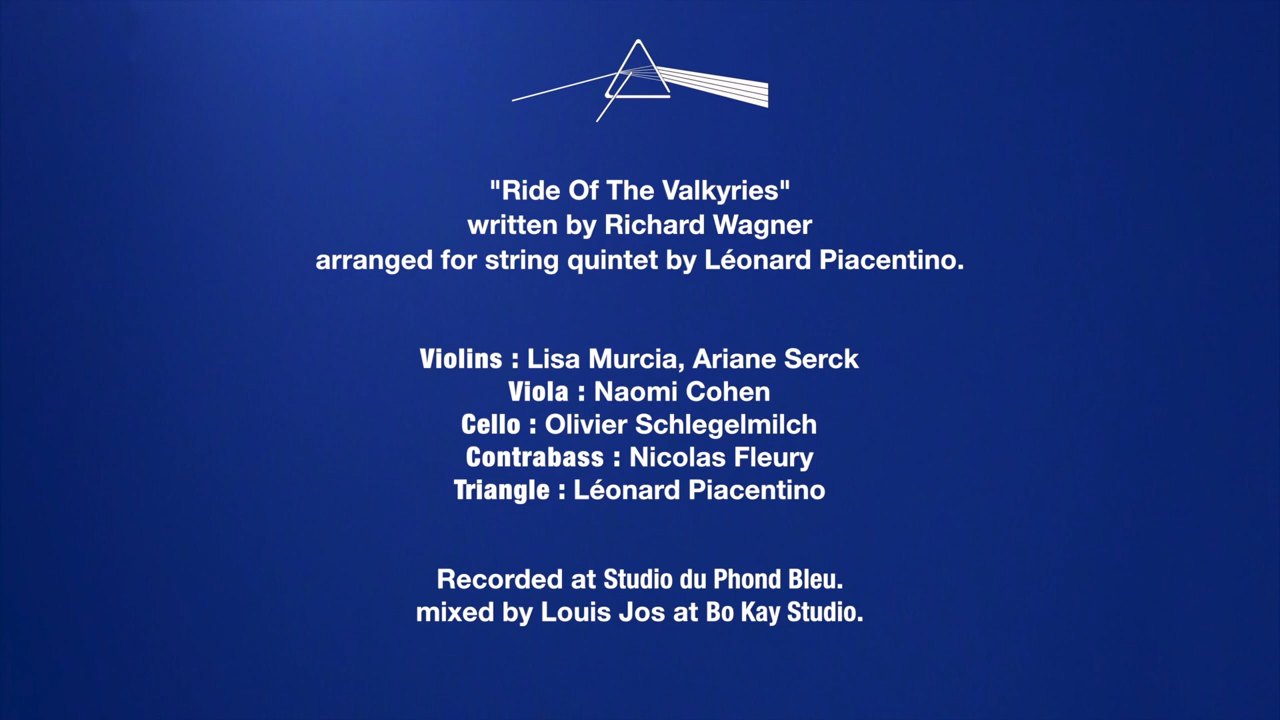 "Ride Of The Valkyries"
written by Richard Wagner
arranged for string quintet by Léonard Piacentino.
Violins : Lisa Murcia, Ariane Serck
Viola : Naomi Cohen
Cello : Olivier Schlegelmilch
Contrabass : Nicolas Fleury
Triangle : Léonard Piacentino
Recorded at Studio du Phond Bleu.
mixed by Louis Jos at Bo Kay Studio.